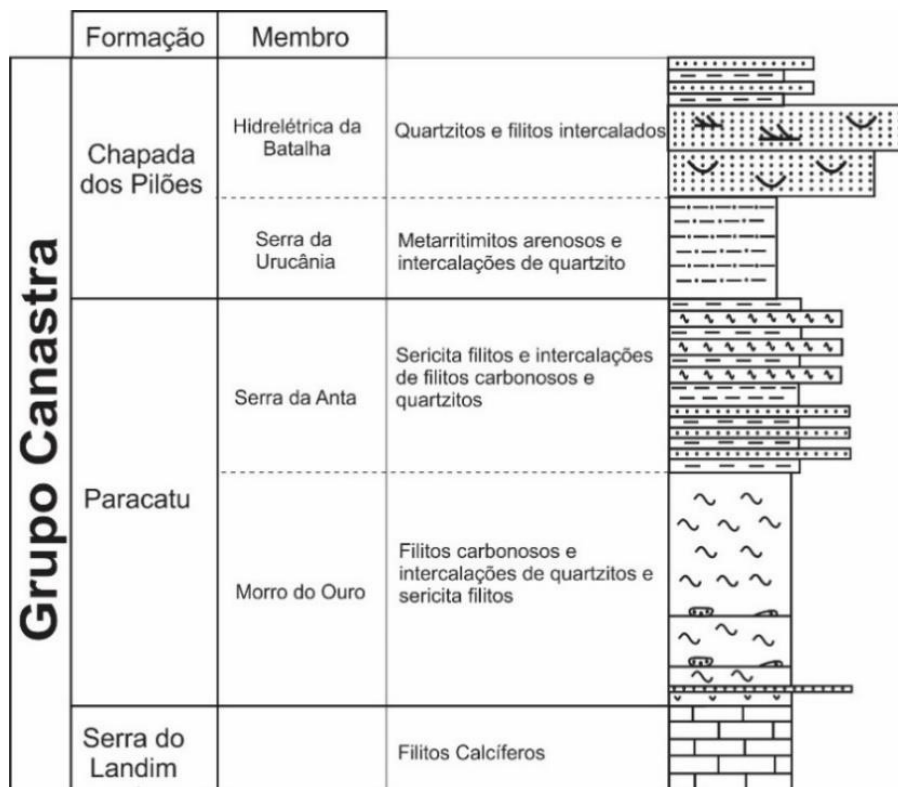 Formação
Membro
Grupo Canastra
Chapada
dos Pilões
Hidrelétrica da
Batalha
Quartzitos e filitos intercalados
Serra da
Urucânia
Metarritimitos arenosos e
intercalações de quartzito
Paracatu
Serra da Anta
Sericita filitos e intercalações
de filitos carbonosos e
quartzitos
Morro do Ouro
Filitos carbonosos e
intercalações de quartzitos e
sericita filitos
Serra do
Landim
Filitos Calcíferos